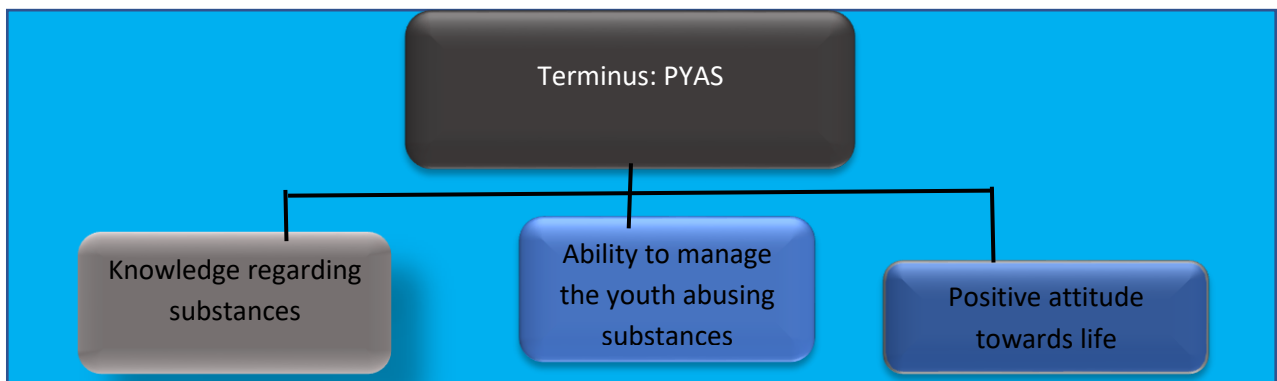 Terminus: PYAS
Knowledge regarding
substances
Ability to manage
the youth abusing
substances
Positive attitude
towards life